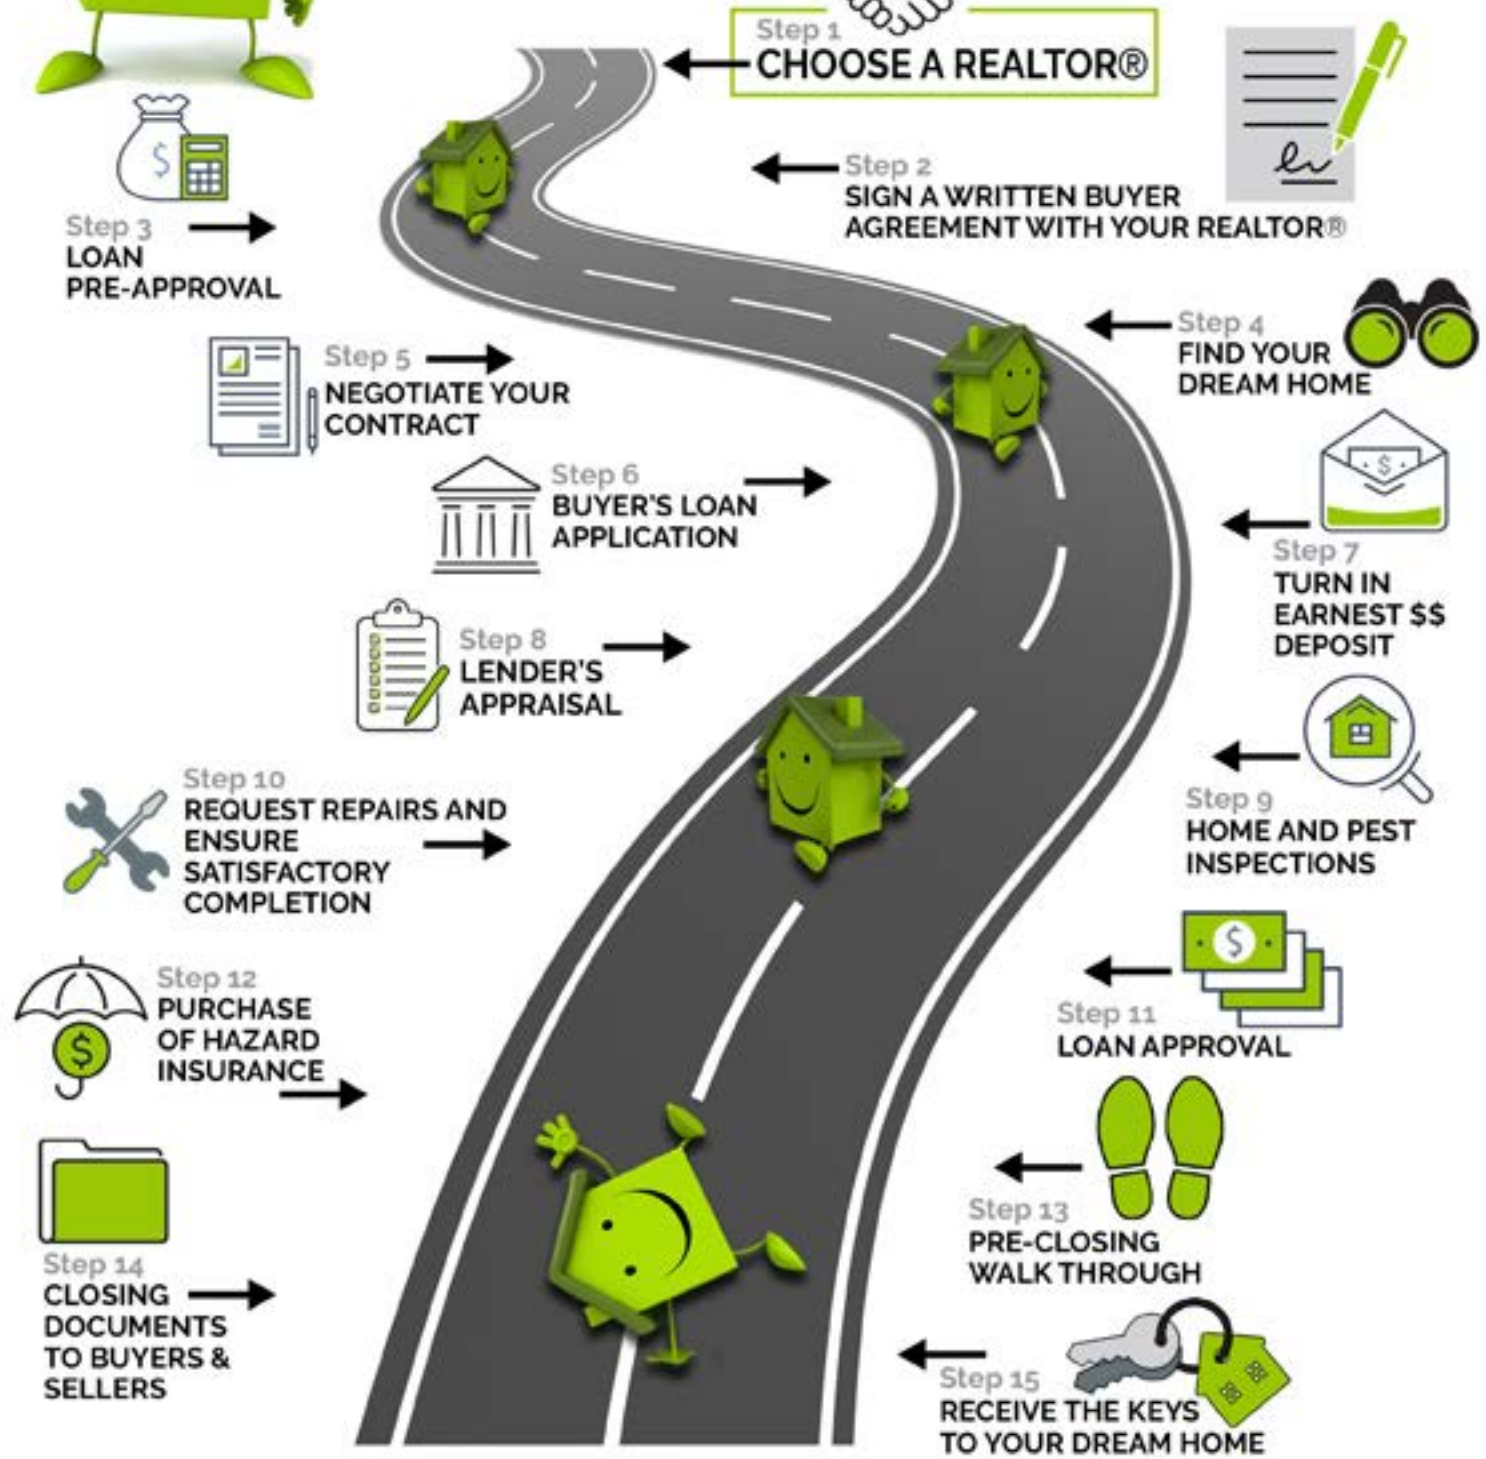 Step 1
CHOOSE A REALTOR®
Step 2
SIGN A WRITTEN BUYER
AGREEMENT WITH YOUR REALTOR®
Step 3
LOAN
PRE-APPROVAL
$
Step 4
FIND YOUR
DREAM HOME
Step 5
NEGOTIATE YOUR
CONTRACT
Step 6
BUYER'S LOAN
APPLICATION
$
Step 7
TURN IN
EARNEST $$
DEPOSIT
Step 8
LENDER'S
APPRAISAL
Step 9
HOME AND PEST
INSPECTIONS
Step 10
REQUEST REPAIRS AND
ENSURE
SATISFACTORY
COMPLETION
$
Step 11
LOAN APPROVAL
Step 12
PURCHASE
OF HAZARD
INSURANCE
$
Step 13
PRE-CLOSING
WALK THROUGH
Step 14
CLOSING
DOCUMENTS
TO BUYERS &
SELLERS
Step 15
RECEIVE THE KEYS
TO YOUR DREAM HOME